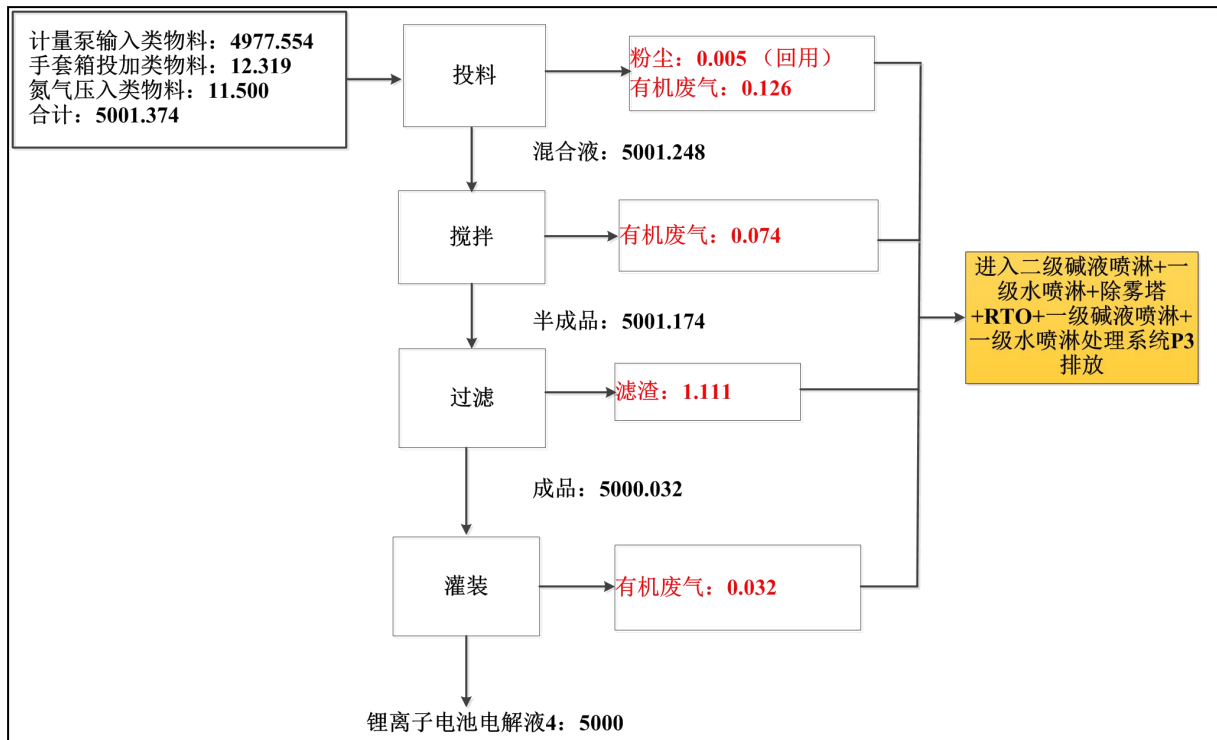 计量泵输入类物料：4977.554
手套箱投加类物料：12.319
氮气压入类物料：11.500
合计：5001.374
投料
粉尘：0.005 （回用）
有机废气：0.126
混合液：5001.248
搅拌
有机废气：0.074
半成品：5001.174
进入二级碱液喷淋+一
级水喷淋+除雾塔
+RTO+一级碱液喷淋+
一级水喷淋处理系统P3
排放
过滤
滤渣：1.111
成品：5000.032
灌装
有机废气：0.032
锂离子电池电解液4：5000